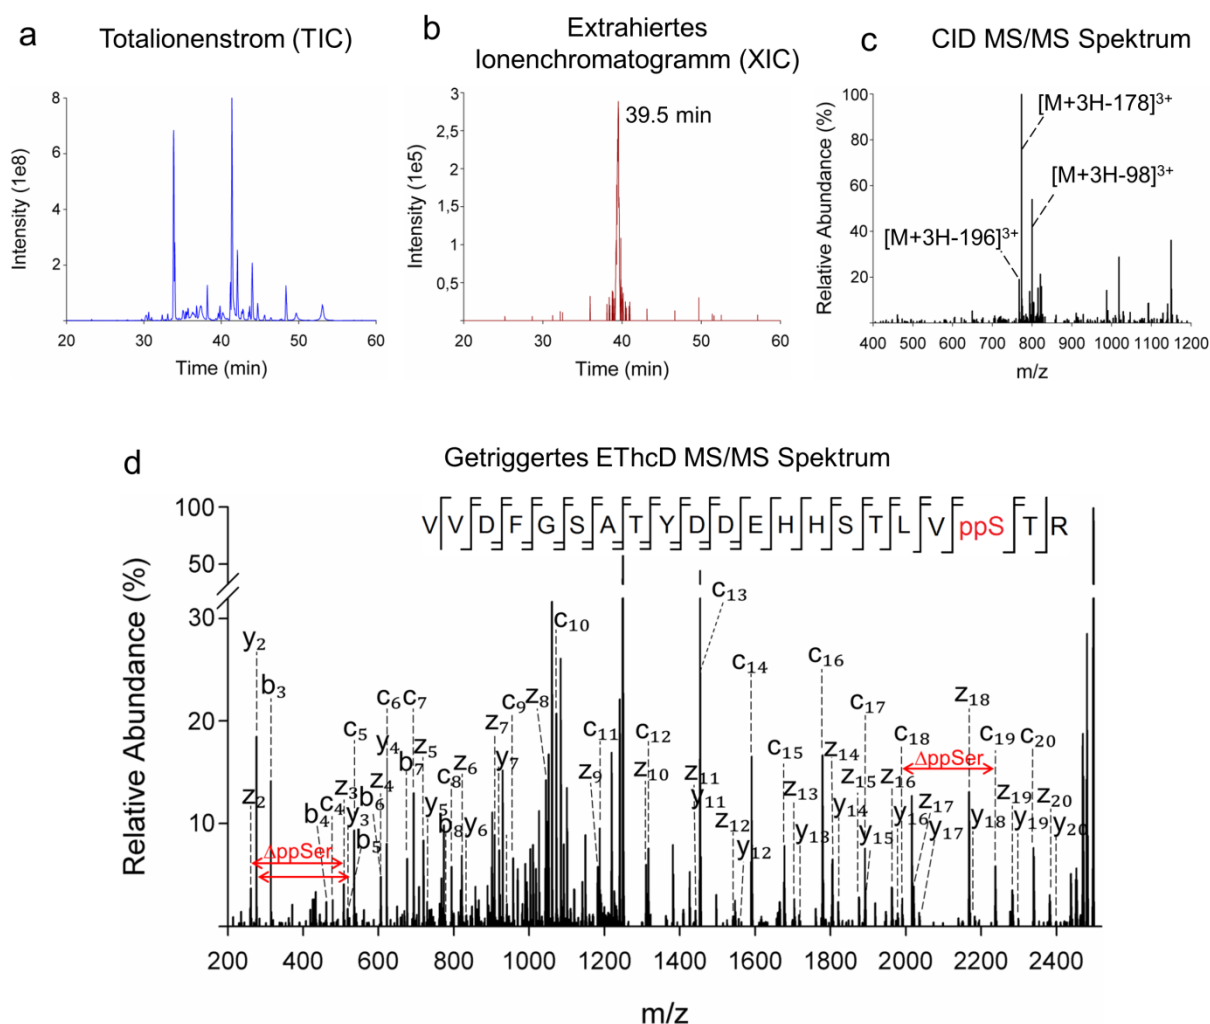 a
Totalionenstrom (TIC)
Intensity (1e8)
8
6
4
2
20
30
40
50
60
Time (min)
b
Extrahiertes
Ionenchromatogramm (XIC)
39.5 min
Intensity (1e5)
3
2,5
2
1,5
1
0,5
20
30
40
50
60
Time (min)
c
CID MS/MS Spektrum
[M+3H-178]³⁺
[M+3H-98]³⁺
[M+3H-196]³⁺
Relative Abundance (%)
100
80
60
40
20
400 500 600 700 800 900 1000 1100 1200
m/z
d
Getriggertes EThcD MS/MS Spektrum
V V D F G S A T Y D D E H H S T L V ppS T R
Relative Abundance (%)
100
50
30
20
10
z₂
y₂
b₃
ΔppSer
b₄
c₄
z₃
y₃
c₅
b₅
b₆
z₄
y₄
c₆
b₇
c₇
z₅
y₅
b₈
c₈
z₆
y₆
z₇
y₇
c₉
z₈
c₁₀
z₉
c₁₁
z₁₀
c₁₂
z₁₁
y₁₁
c₁₃
z₁₂
y₁₂
c₁₄
c₁₅
z₁₃
y₁₃
c₁₆
z₁₄
y₁₄
z₁₅
y₁₅
c₁₇
z₁₆
y₁₆
c₁₈
z₁₇
y₁₇
ΔppSer
z₁₈
y₁₈
c₁₉
z₁₉
y₁₉
c₂₀
z₂₀
y₂₀
200
400
600
800
1000
1200
1400
1600
1800
2000
2200
2400
m/z